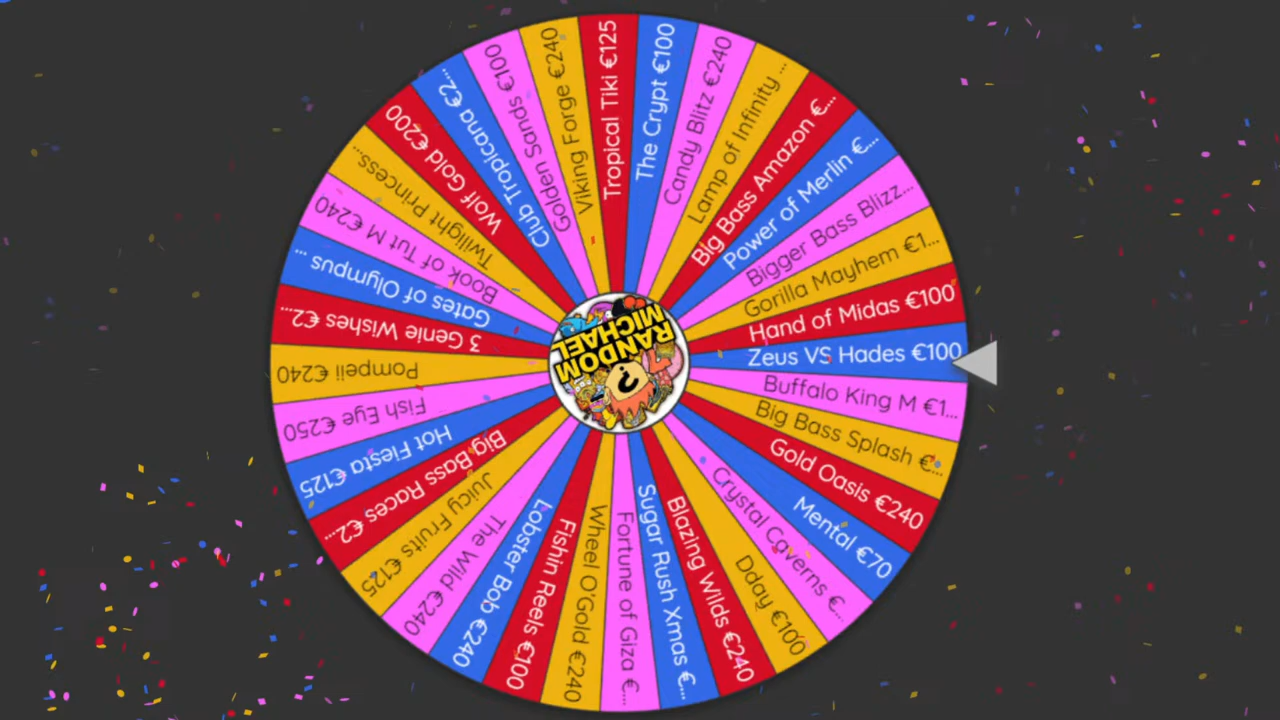 Tropical Tiki €125
The Crypt €100
Candy Blitz €240
Lamp of Infinity ...
Big Bass Amazon €...
Power of Merlin €...
Bigger Bass Blizz...
Gorilla Mayhem €1...
Hand of Midas €100
Zeus VS Hades €100
Buffalo King M €1...
Big Bass Splash €...
Gold Oasis €240
Mental €70
Crystal Caverns €...
Dday €100
Blazing Wilds €240
Sugar Rush Xmas €...
Fortune of Giza €...
Wheel O'Gold €240
Fishin Reels €100
Lobster Bob €240
The Wild €240
Juicy Fruits €125
Big Bass Races €2...
Hot Fiesta €125
Fish Eye €250
Pompeii €240
3 Genie Wishes €2...
Gates of Olympus ...
Book of Tut M €240
Twilight Princess...
Wolf Gold €200
Club Tropicana €2...
Golden Sands €100
Viking Forge €240
RANDOM
MICHAEL
?